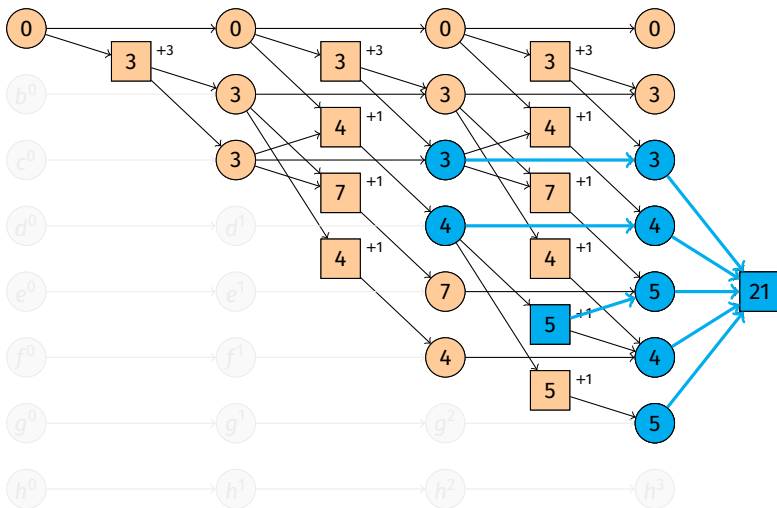 0 0 0 0
3 +3 3 +3 3 +3
b⁰ 3 3 3
4 +1 4 +1
c⁰ 3 3 3
7 +1 7 +1
d⁰ d¹ 4 4
4 +1 4 +1
e⁰ e¹ 7 5 21
5 +1
f⁰ f¹ 4 4
5 +1
g⁰ g¹ g² 5
h⁰ h¹ h² h³